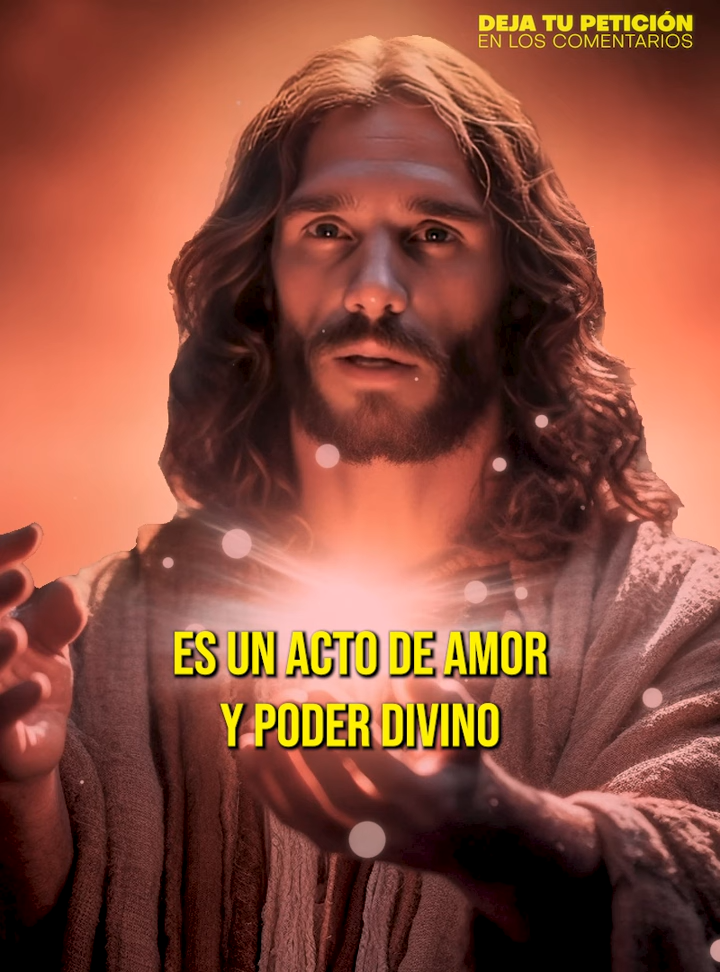 DEJA TU PETICIÓN
EN LOS COMENTARIOS
ES UN ACTO DE AMOR
Y PODER DIVINO